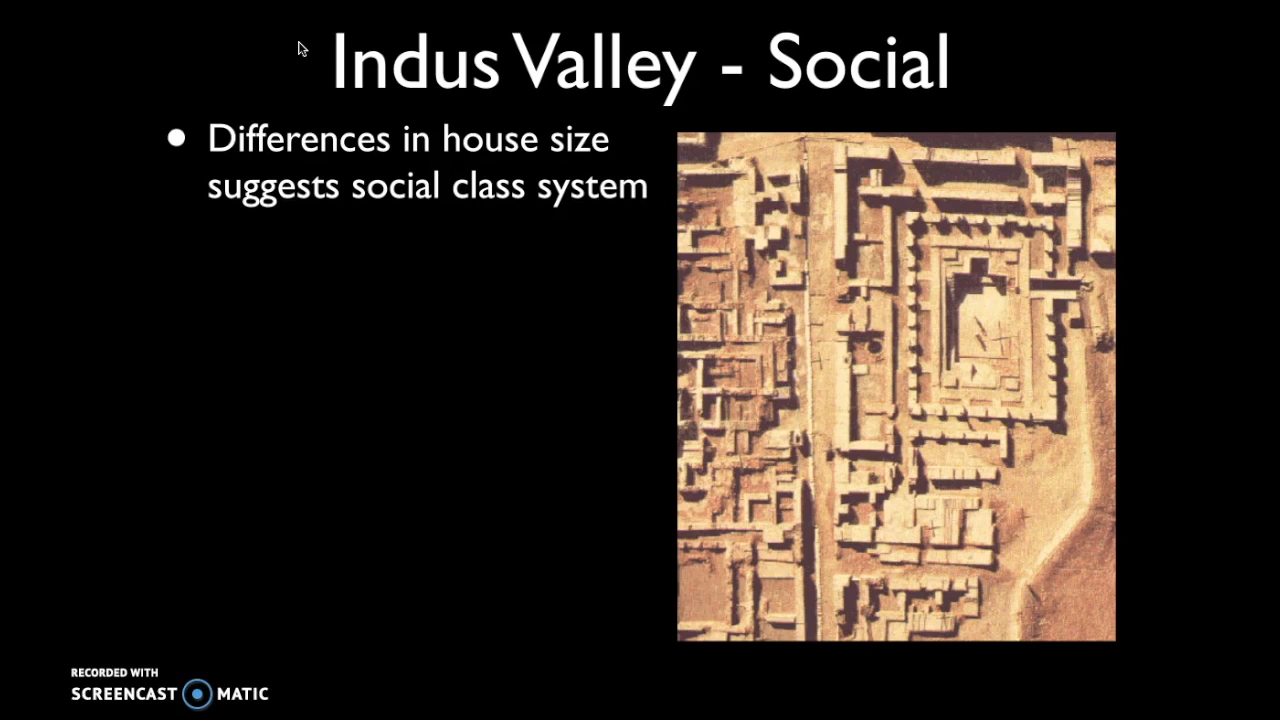 Indus Valley - Social
• Differences in house size
suggests social class system
RECORDED WITH
SCREENCAST MATIC